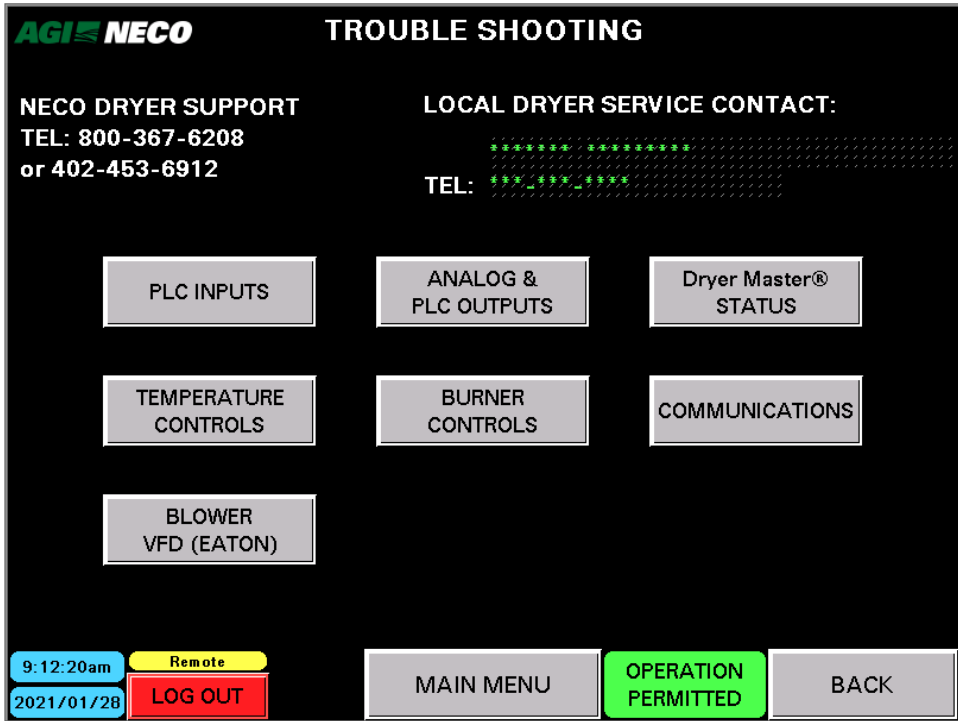 AGI NECO
TROUBLE SHOOTING
NECO DRYER SUPPORT
TEL: 800-367-6208
or 402-453-6912
LOCAL DRYER SERVICE CONTACT:
******* *********
TEL: ***-***-****
PLC INPUTS
ANALOG &
PLC OUTPUTS
Dryer Master®
STATUS
TEMPERATURE
CONTROLS
BURNER
CONTROLS
COMMUNICATIONS
BLOWER
VFD (EATON)
9:12:20am
Remote
2021/01/28
LOG OUT
MAIN MENU
OPERATION
PERMITTED
BACK